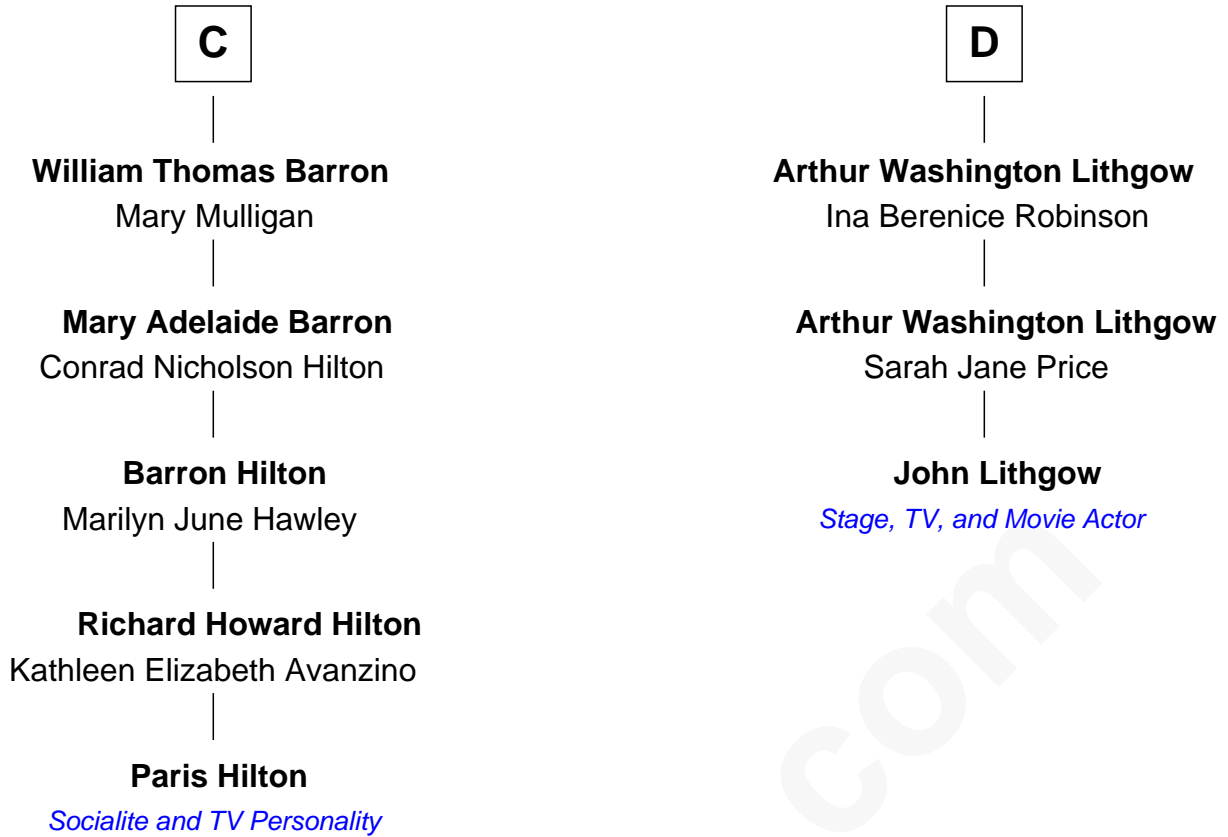 C
William Thomas Barron
Mary Mulligan
Mary Adelaide Barron
Conrad Nicholson Hilton
Barron Hilton
Marilyn June Hawley
Richard Howard Hilton
Kathleen Elizabeth Avanzino
Paris Hilton
Socialite and TV Personality
D
Arthur Washington Lithgow
Ina Berenice Robinson
Arthur Washington Lithgow
Sarah Jane Price
John Lithgow
Stage, TV, and Movie Actor
com